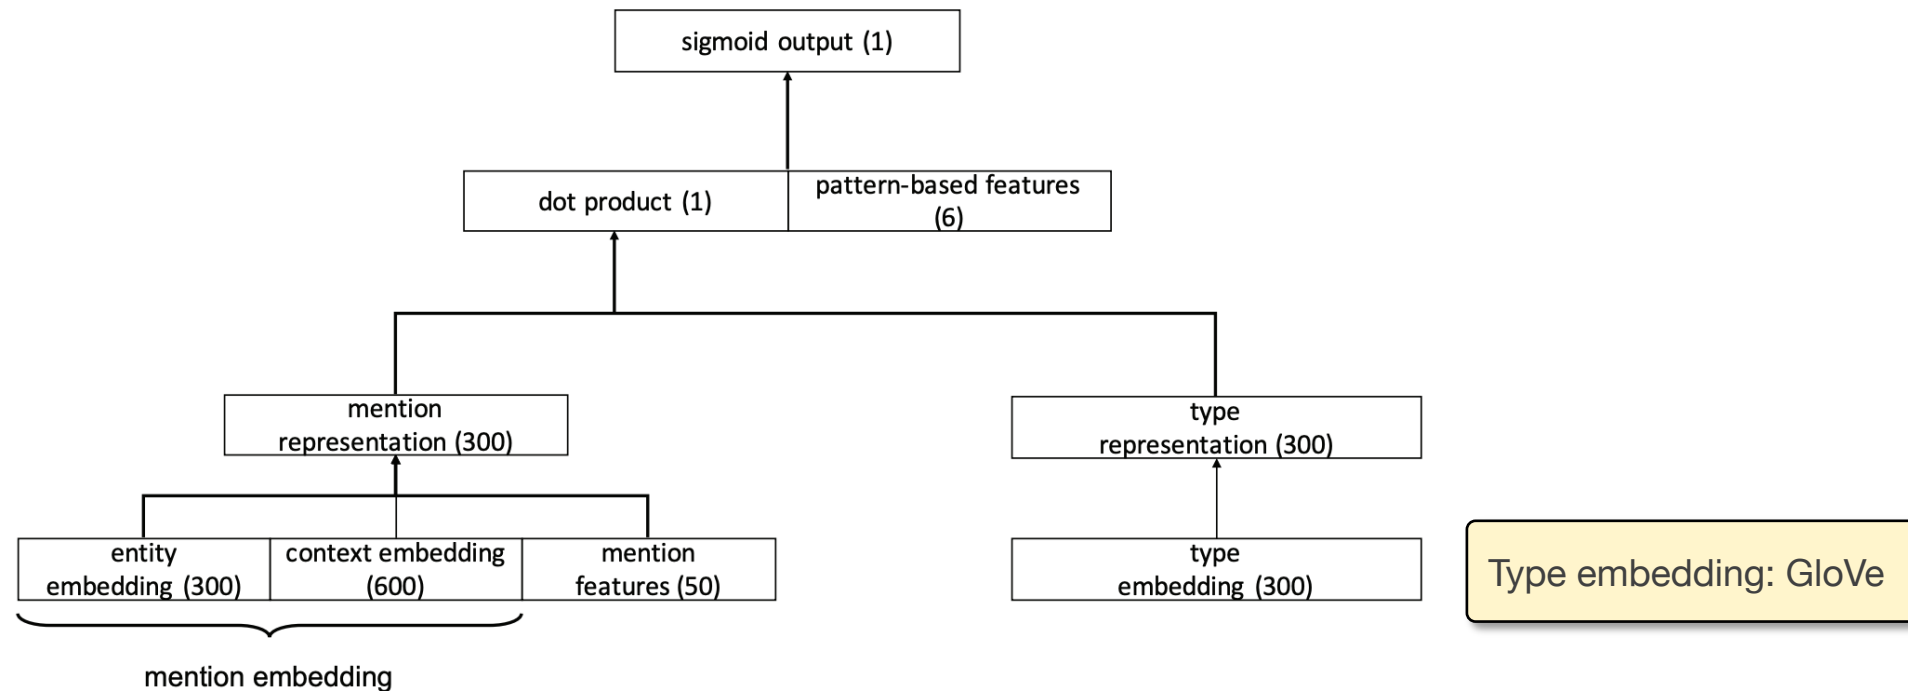 sigmoid output (1)
dot product (1)
pattern-based features
(6)
mention
representation (300)
type
representation (300)
entity
embedding (300)
context embedding
(600)
mention
features (50)
type
embedding (300)
Type embedding: GloVe
mention embedding